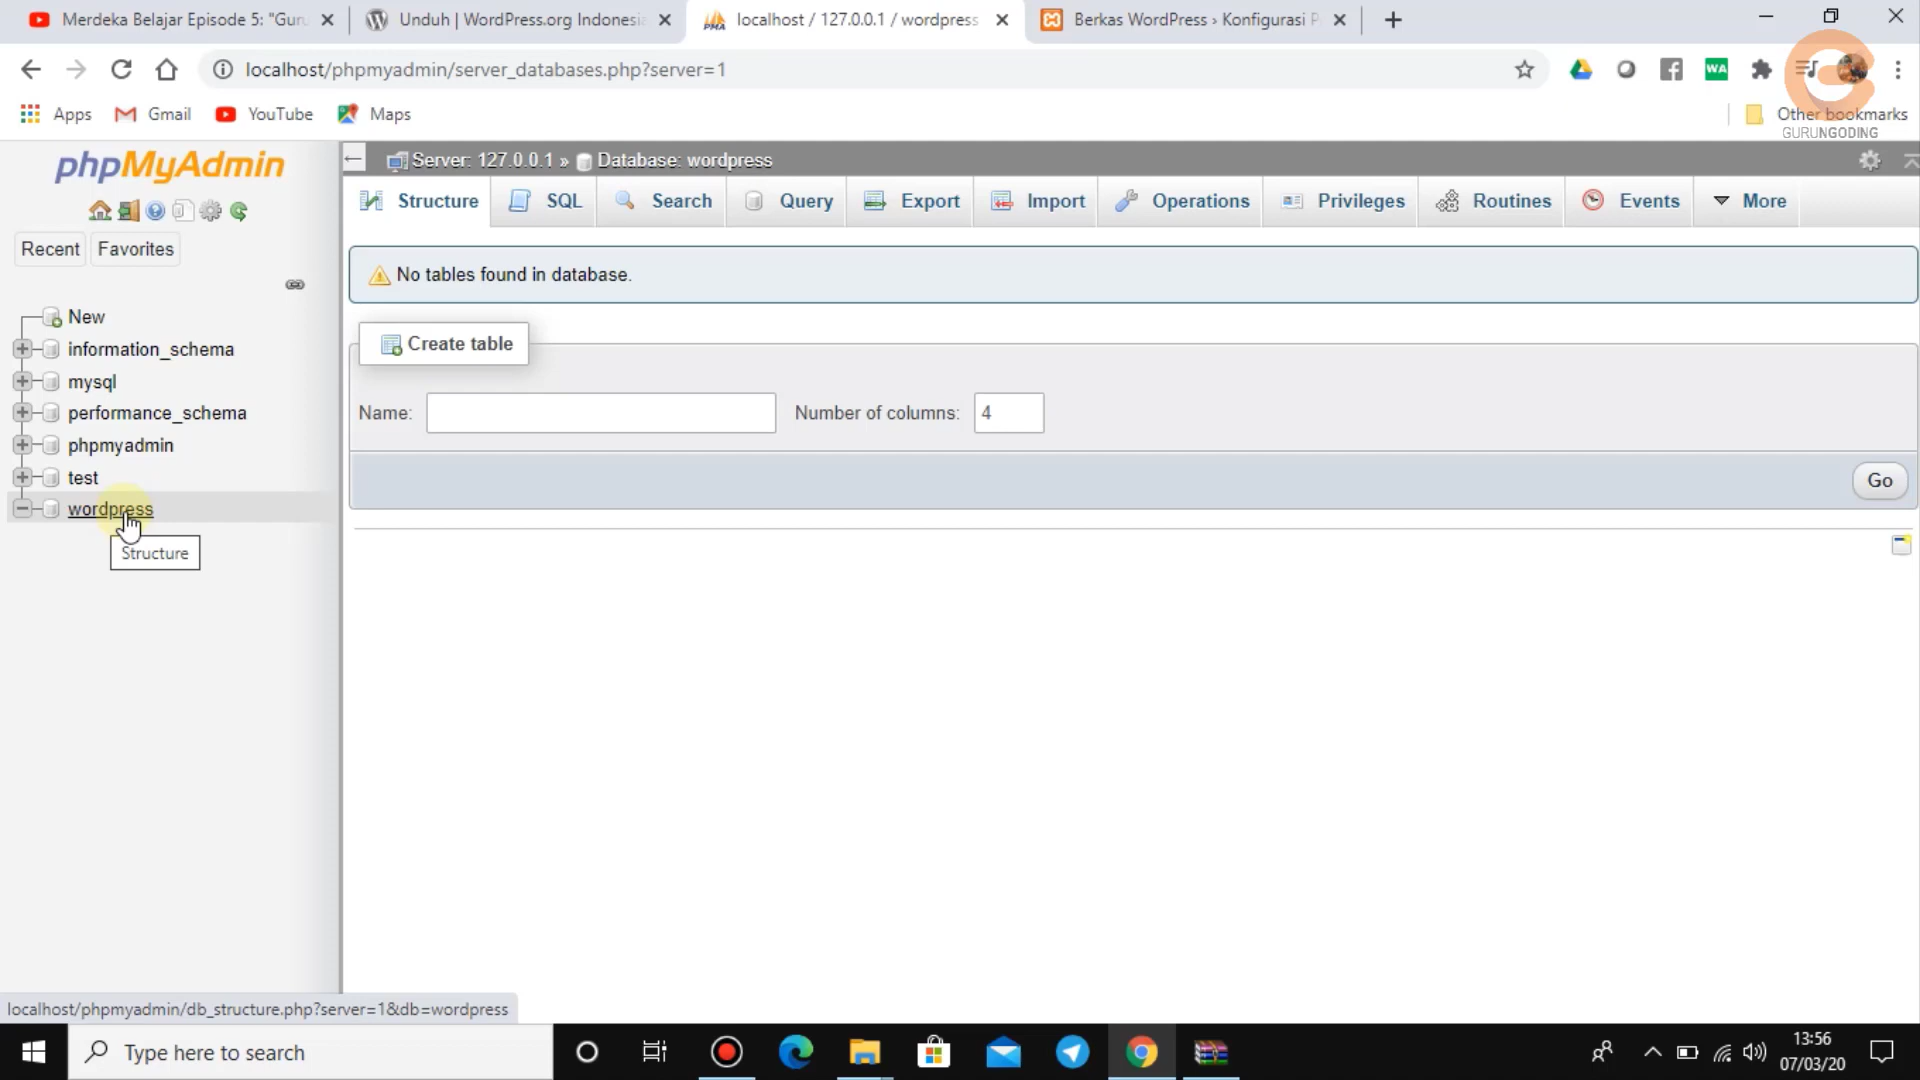 Merdeka Belajar Episode 5: "Guru
Unduh | WordPress.org Indonesia
localhost / 127.0.0.1 / wordpress
Berkas WordPress › Konfigurasi P
localhost/phpmyadmin/server_databases.php?server=1
WA
Apps
Gmail
YouTube
Maps
Other bookmarks
GURUNGODING
phpMyAdmin
Recent
Favorites
New
information_schema
mysql
performance_schema
phpmyadmin
test
wordpress
Structure
Server: 127.0.0.1 » Database: wordpress
Structure
SQL
Search
Query
Export
Import
Operations
Privileges
Routines
Events
More
No tables found in database.
Create table
Name:
Number of columns: 4
Go
localhost/phpmyadmin/db_structure.php?server=1&db=wordpress
Type here to search
13:56
07/03/20